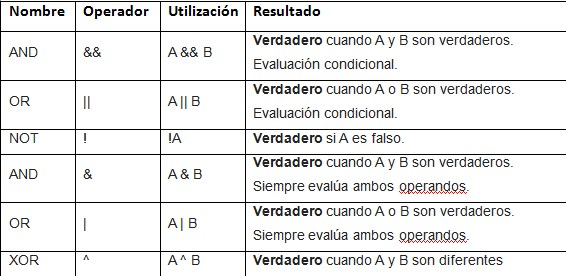 Nombre Operador Utilización Resultado
AND && A && B Verdadero cuando A y B son verdaderos.
Evaluación condicional.
OR || A || B Verdadero cuando A o B son verdaderos.
Evaluación condicional.
NOT ! !A Verdadero si A es falso.
AND & A & B Verdadero cuando A y B son verdaderos.
Siempre evalúa ambos operandos.
OR | A | B Verdadero cuando A o B son verdaderos.
Siempre evalúa ambos operandos.
XOR ^ A ^ B Verdadero cuando A y B son diferentes